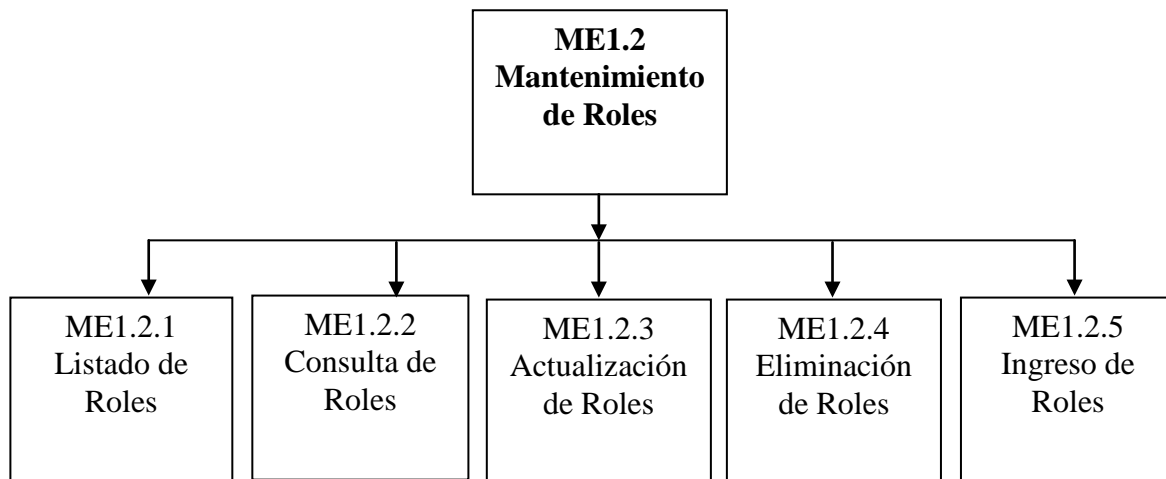 ME1.2
Mantenimiento
de Roles
ME1.2.1
Listado de
Roles
ME1.2.2
Consulta de
Roles
ME1.2.3
Actualización
de Roles
ME1.2.4
Eliminación
de Roles
ME1.2.5
Ingreso de
Roles